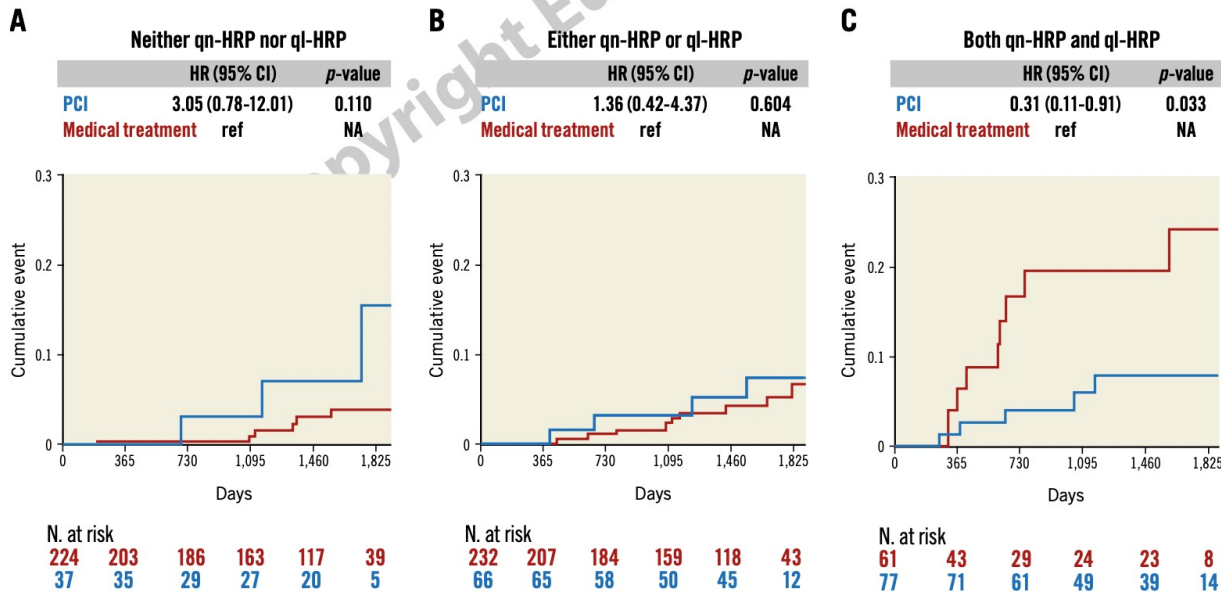 A
Neither qn-HRP nor ql-HRP
HR (95% CI) p-value
PCI 3.05 (0.78-12.01) 0.110
Medical treatment ref NA
0.3
0.2
0.1
0
Cumulative event
0 365 730 1,095 1,460 1,825
Days
N. at risk
224 203 186 163 117 39
37 35 29 27 20 5
B
Either qn-HRP or ql-HRP
HR (95% CI) p-value
PCI 1.36 (0.42-4.37) 0.604
Medical treatment ref NA
0.3
0.2
0.1
0
Cumulative event
0 365 730 1,095 1,460 1,825
Days
N. at risk
232 207 184 159 118 43
66 65 58 50 45 12
C
Both qn-HRP and ql-HRP
HR (95% CI) p-value
PCI 0.31 (0.11-0.91) 0.033
Medical treatment ref NA
0.3
0.2
0.1
0
Cumulative event
0 365 730 1,095 1,460 1,825
Days
N. at risk
61 43 29 24 23 8
77 71 61 49 39 14